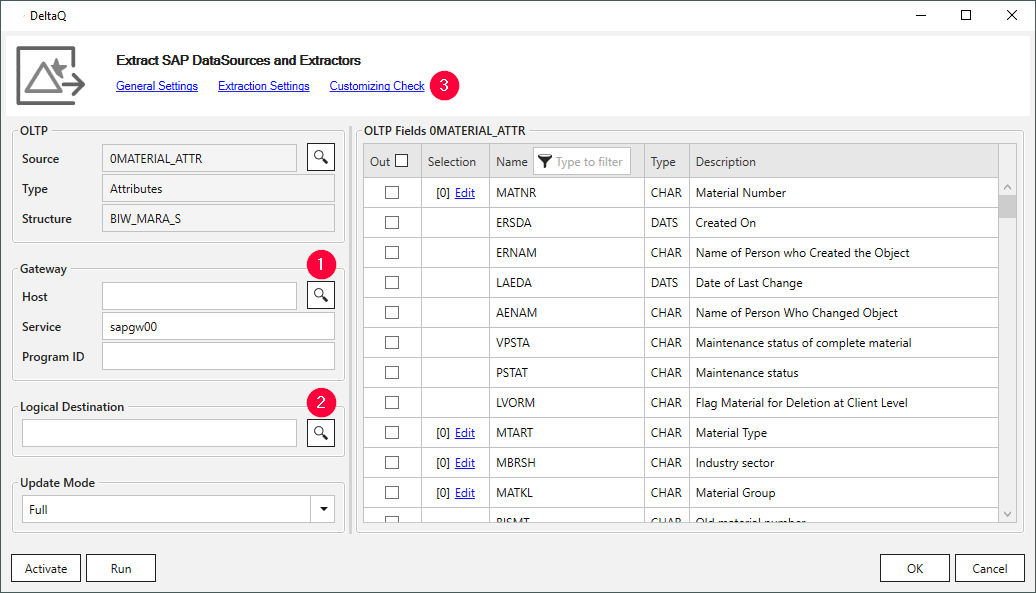 DeltaQ
Extract SAP DataSources and Extractors
General Settings Extraction Settings Customizing Check 3
OLTP
Source 0MATERIAL_ATTR
Type Attributes
Structure BIW_MARA_S
Gateway 1
Host
Service sapgw00
Program ID
Logical Destination 2
Update Mode
Full
OLTP Fields 0MATERIAL_ATTR
Out Selection Name Type to filter Type Description
[0] Edit MATNR CHAR Material Number
ERSDA DATS Created On
ERNAM CHAR Name of Person who Created the Object
LAEDA DATS Date of Last Change
AENAM CHAR Name of Person Who Changed Object
VPSTA CHAR Maintenance status of complete material
PSTAT CHAR Maintenance status
LVORM CHAR Flag Material for Deletion at Client Level
[0] Edit MTART CHAR Material Type
[0] Edit MBRSH CHAR Industry sector
[0] Edit MATKL CHAR Material Group
BISMT CHAR Old material number
Activate Run OK Cancel